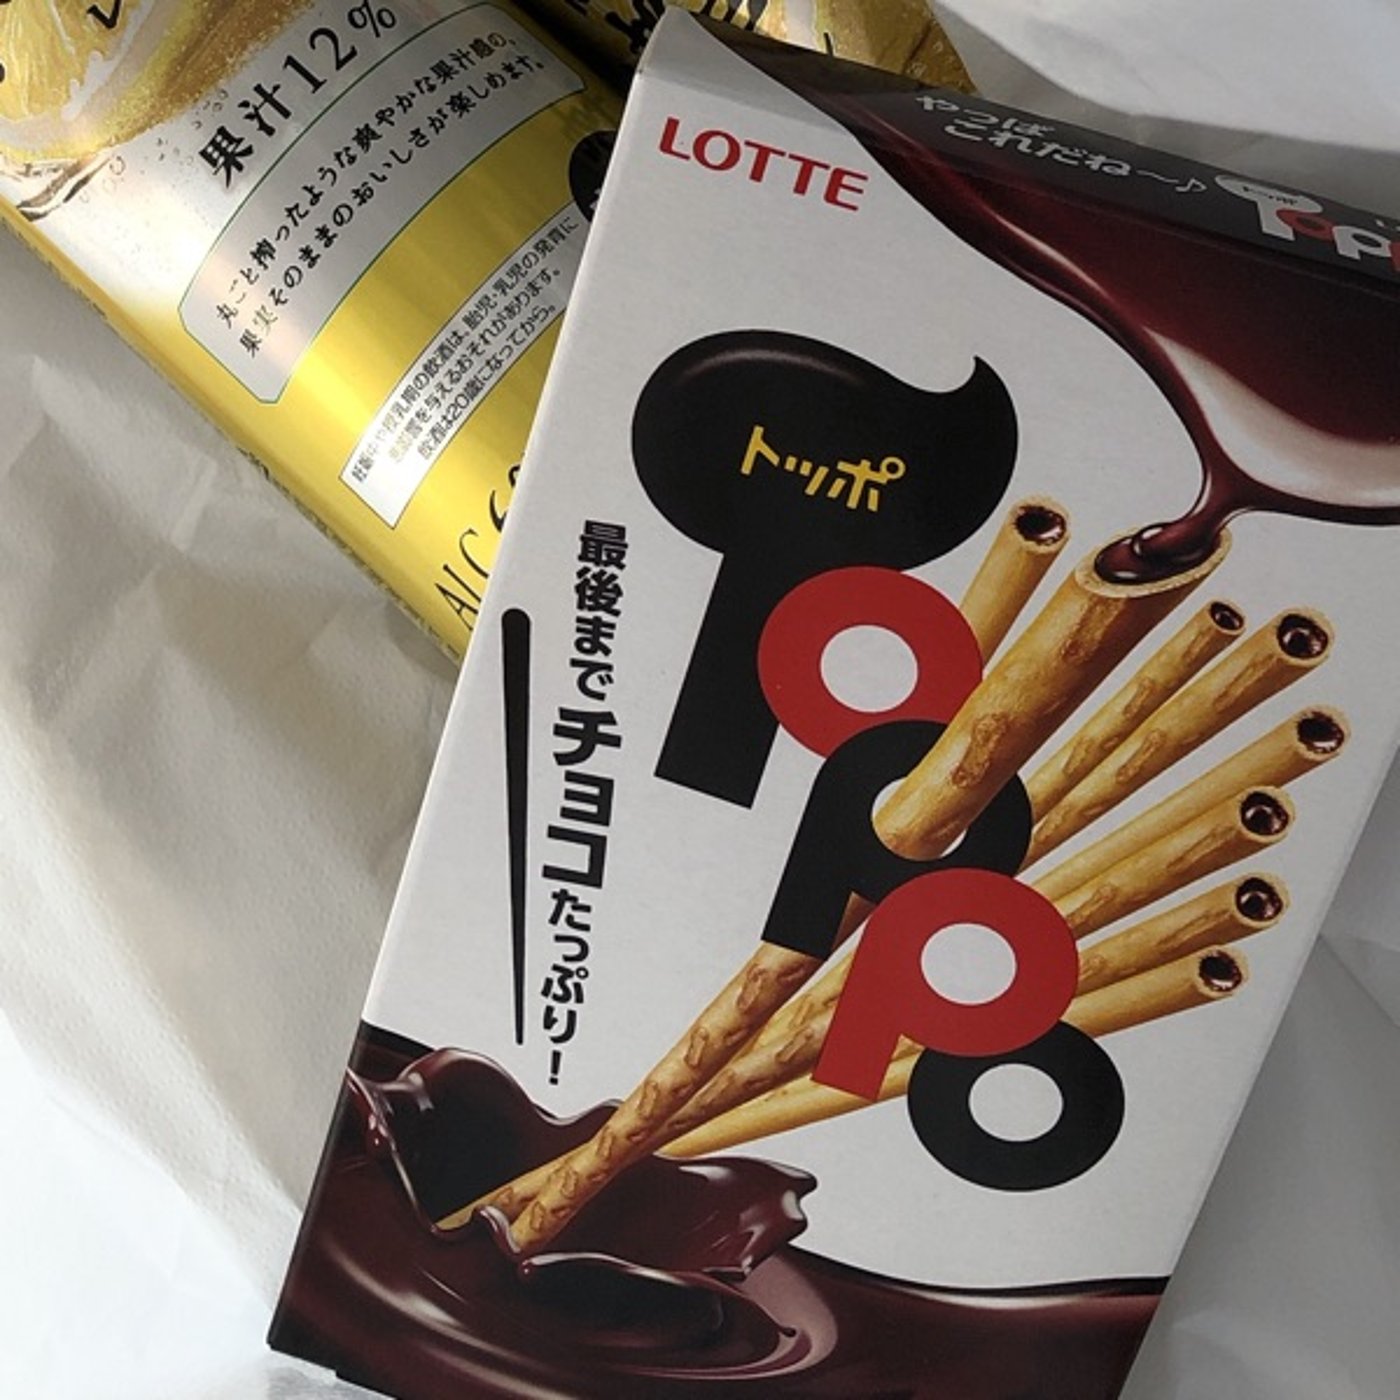 果汁12%
丸ごと搾ったような爽やかな果汁感の、
果実そのままのおいしさが楽しめます。
妊娠中や授乳期の飲酒は、胎児・乳児の発育に
悪影響を与えるおそれがあります。
飲酒は20歳になってから。
ALC
LOTTE
やっぱ
これだね〜♪
トッポ
Toppo
トッポ
Toppo
最後までチョコたっぷり!